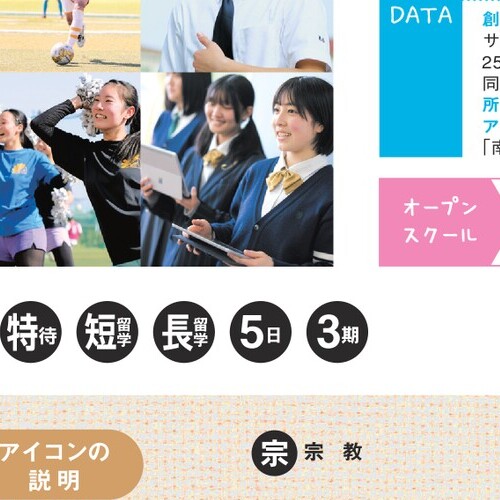 DATA
創
サ
25
同
所
ア
「南
オープン
スクール
特待
短留学
長留学
5日
3期
アイコンの
説明
宗 宗 教